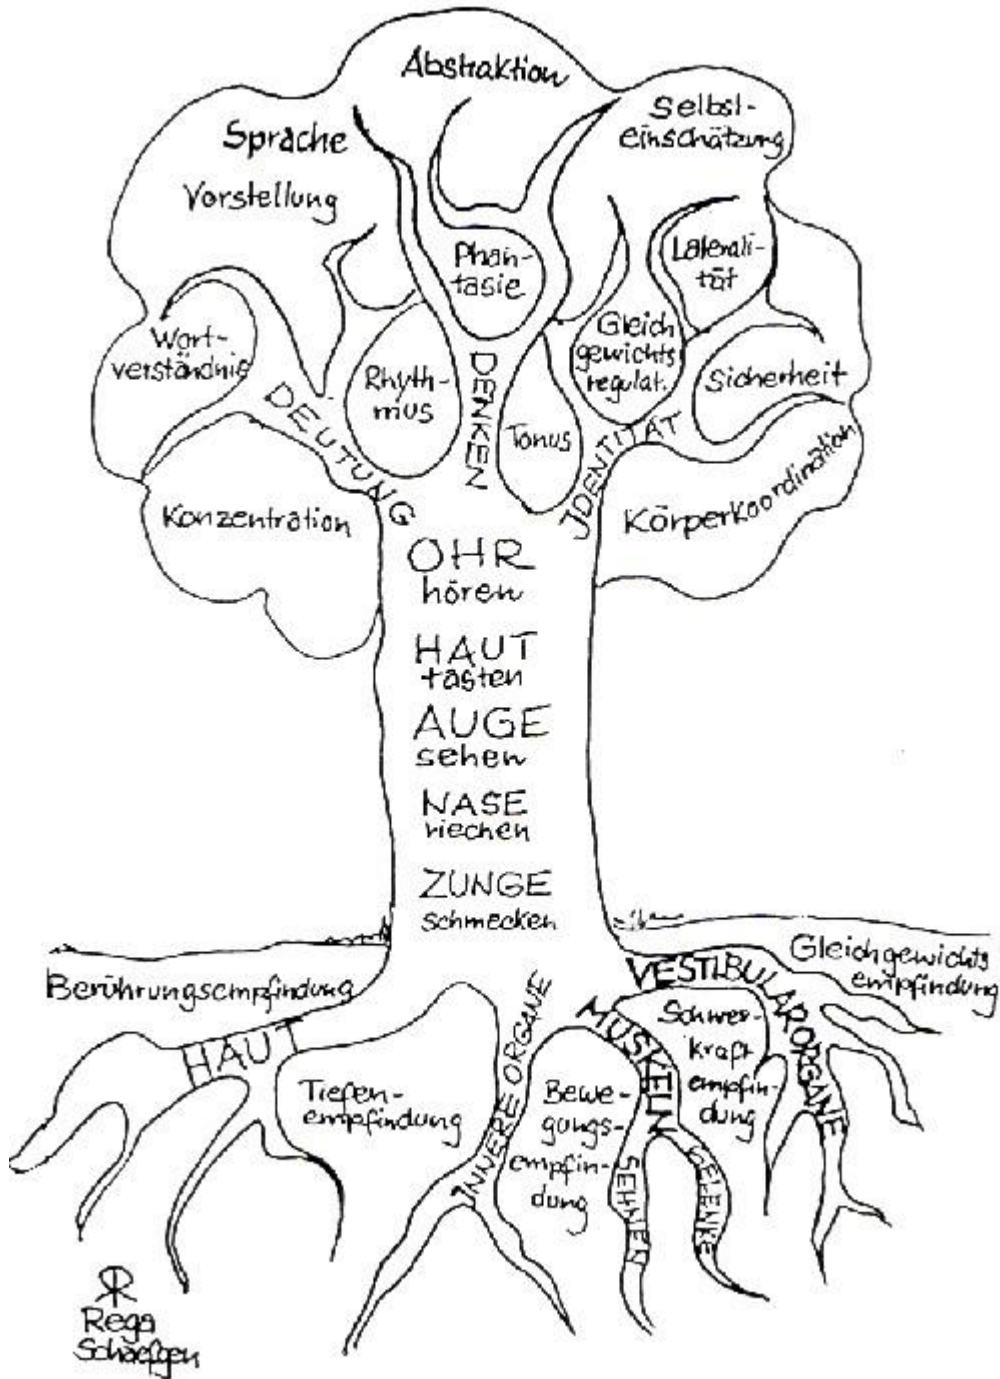 Abstraktion
Selbst-
einschätzung
Sprache
Vorstellung
Phan-
tasie
Laterali-
tät
Wort-
verständnis
Rhyth-
mus
Gleich
gewichts
regulat.
Sicherheit
DEUTUNG
DENKEN
Tonus
JDENTITÄT
Konzentration
Körperkoordination
OHR
hören
HAUT
tasten
AUGE
sehen
NASE
riechen
ZUNGE
schmecken
Berührungsempfindung
Gleichgewichts
empfindung
HAUT
JNNERE ORGANE
MUSKELN
VESTIBULARORGANE
Tiefen-
empfindung
Bewe-
gungs-
empfin-
dung
Schwer-
kraft
empfin-
dung
SEHNEN
GELENKE
Rega
Schaefgen